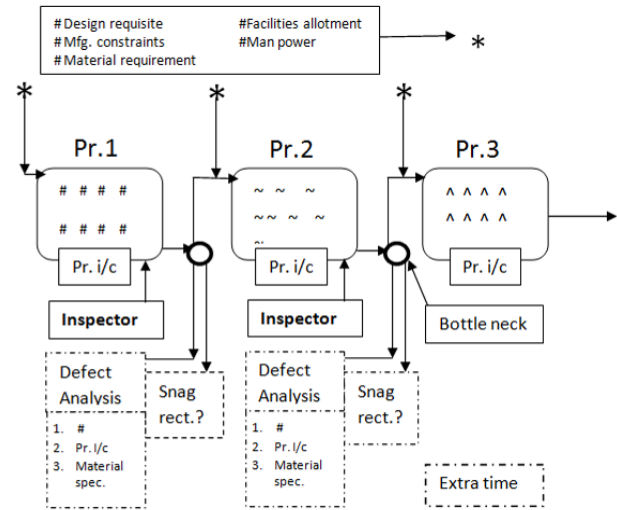 # Design requisite #Facilities allotment
#Mfg. constraints #Man power
#Material requirement
*
* * *
Pr.1 Pr.2 Pr.3
# # # # ~ ~ ~ ^ ^ ^ ^
# # # # ~ ~ ~ ~ ^ ^ ^ ^
~
Pr. i/c Pr. i/c Pr. i/c
Inspector Inspector Bottle neck
Defect
Analysis
1. #
2. Pr. I/c
3. Material
spec.
Snag
rect.?
Defect
Analysis
1. #
2. Pr. I/c
3. Material
spec.
Snag
rect.?
Extra time